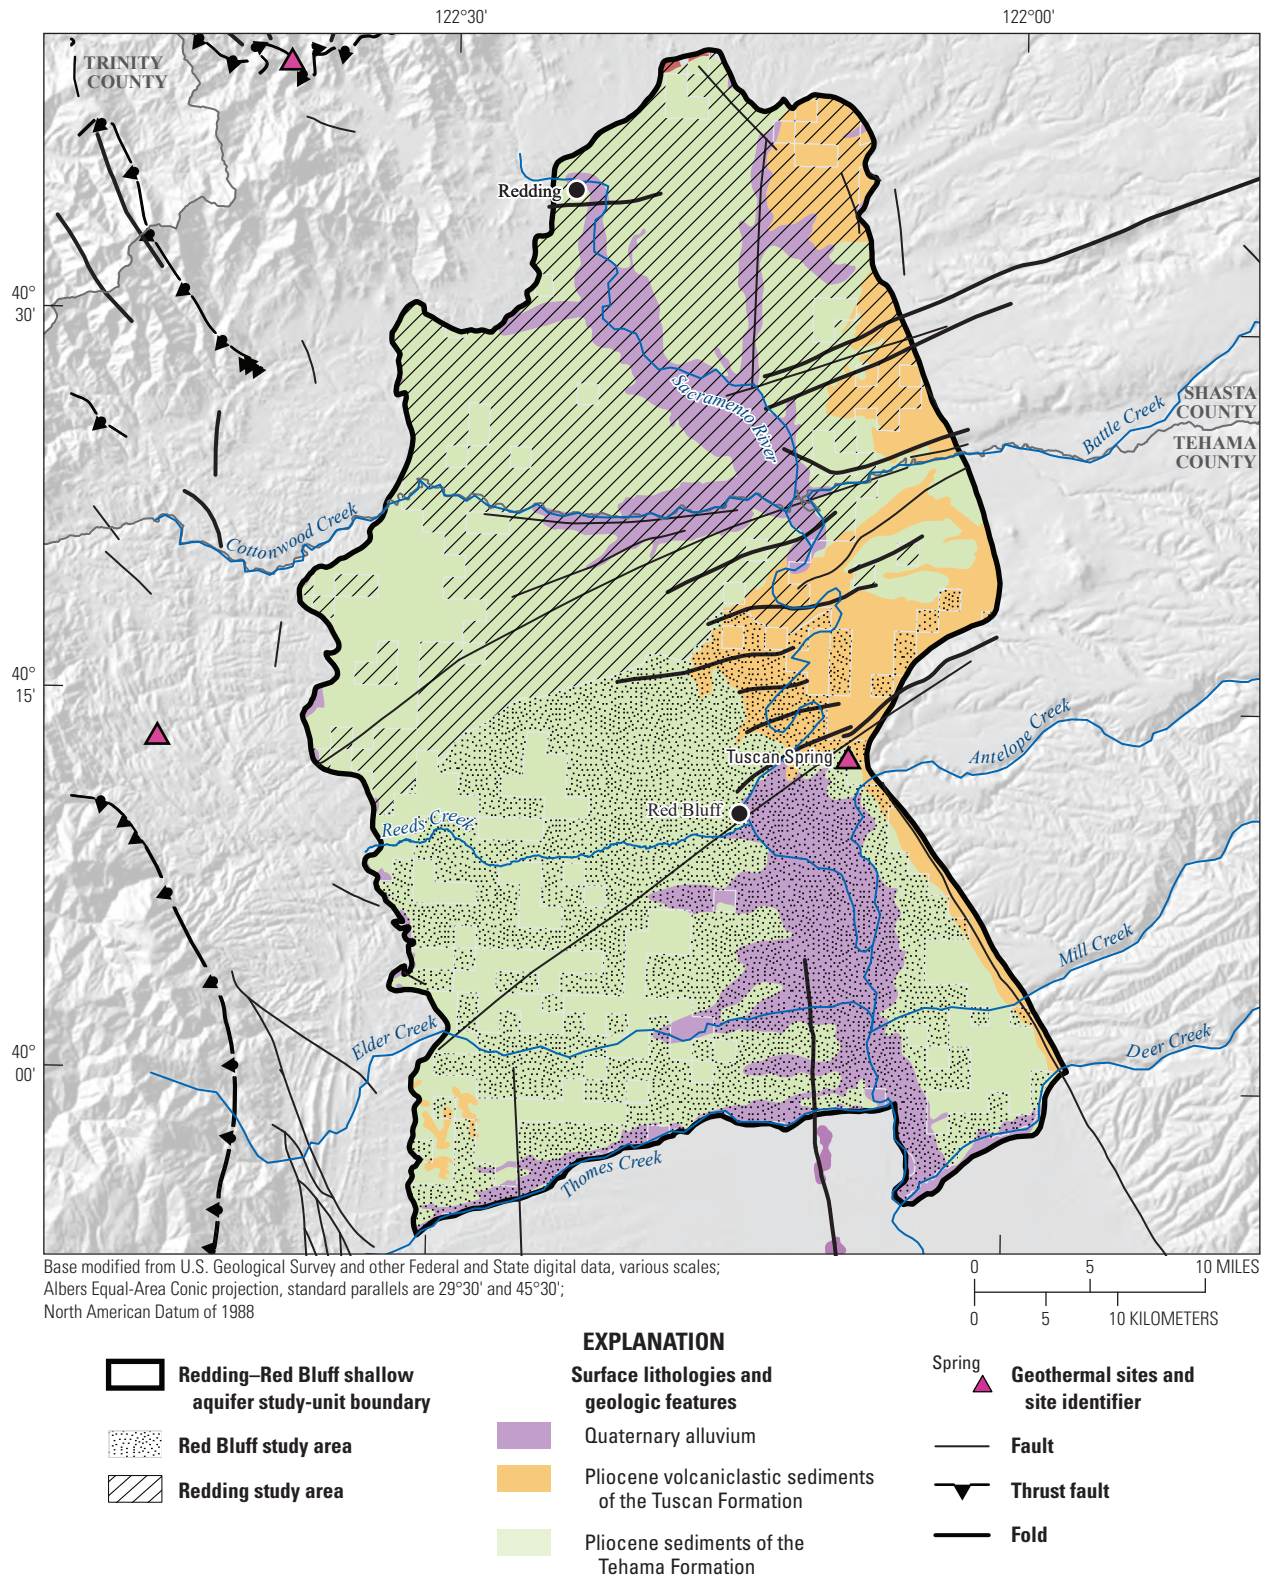 122°30'
122°00'
TRINITY
COUNTY
Redding
40°
30'
Sacramento River
SHASTA
COUNTY
Battle Creek
TEHAMA
COUNTY
Cottonwood Creek
40°
15'
Antelope Creek
Tuscan Spring
Red Bluff
Reeds Creek
Mill Creek
Elder Creek
Deer Creek
40°
00'
Thomes Creek
Base modified from U.S. Geological Survey and other Federal and State digital data, various scales;
Albers Equal-Area Conic projection, standard parallels are 29°30' and 45°30';
North American Datum of 1988
0 5 10 MILES
0 5 10 KILOMETERS
EXPLANATION
Redding–Red Bluff shallow
aquifer study-unit boundary
Red Bluff study area
Redding study area
Surface lithologies and
geologic features
Quaternary alluvium
Pliocene volcaniclastic sediments
of the Tuscan Formation
Pliocene sediments of the
Tehama Formation
Spring
Geothermal sites and
site identifier
Fault
Thrust fault
Fold